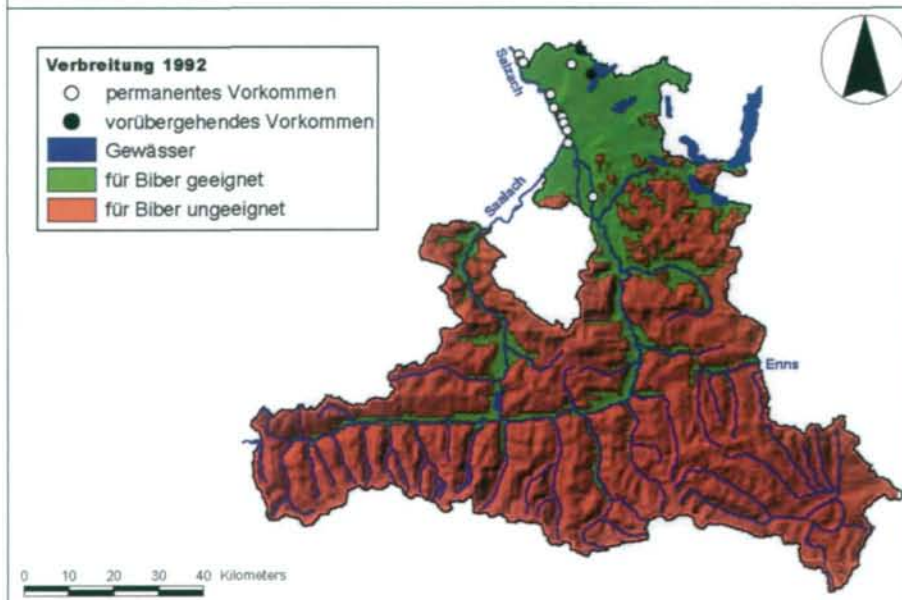 Verbreitung 1992
permanentes Vorkommen
vorübergehendes Vorkommen
Gewässer
für Biber geeignet
für Biber ungeeignet
Salzach
Saalach
Enns
0 10 20 30 40 Kilometers